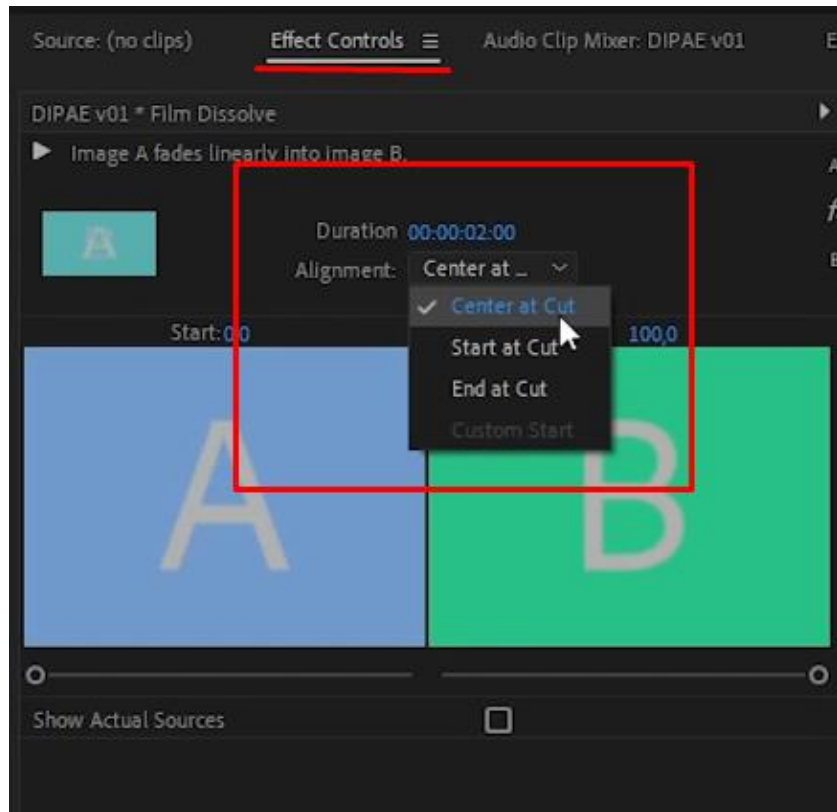 Source: (no clips)
Effect Controls
Audio Clip Mixer: DIPAE v01
DIPAE v01 * Film Dissolve
Image A fades linearly into image B.
A
Duration 00:00:02:00
Alignment: Center at ...
Center at Cut
Start at Cut
End at Cut
Custom Start
Start: 0,0
100,0
A
B
Show Actual Sources